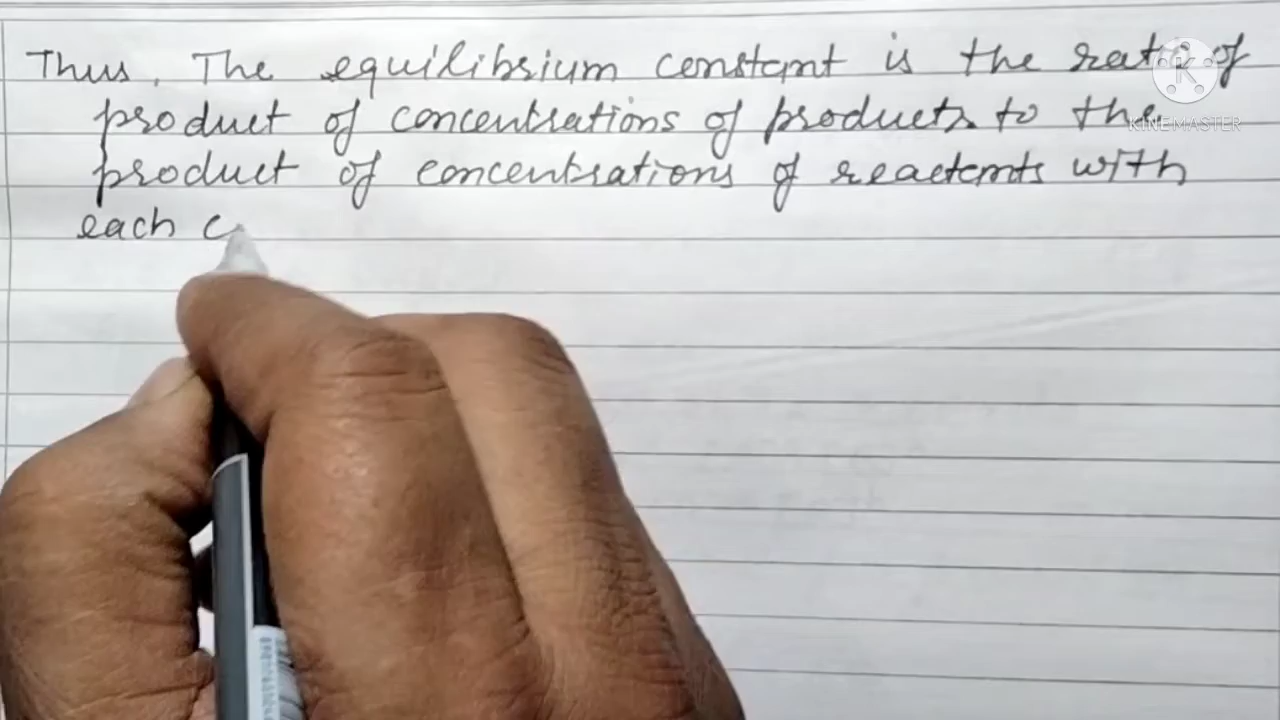 Thus, The equilibrium constant is the ratio of
product of concentrations of products to the
product of concentrations of reactants with
each c
KINEMASTER